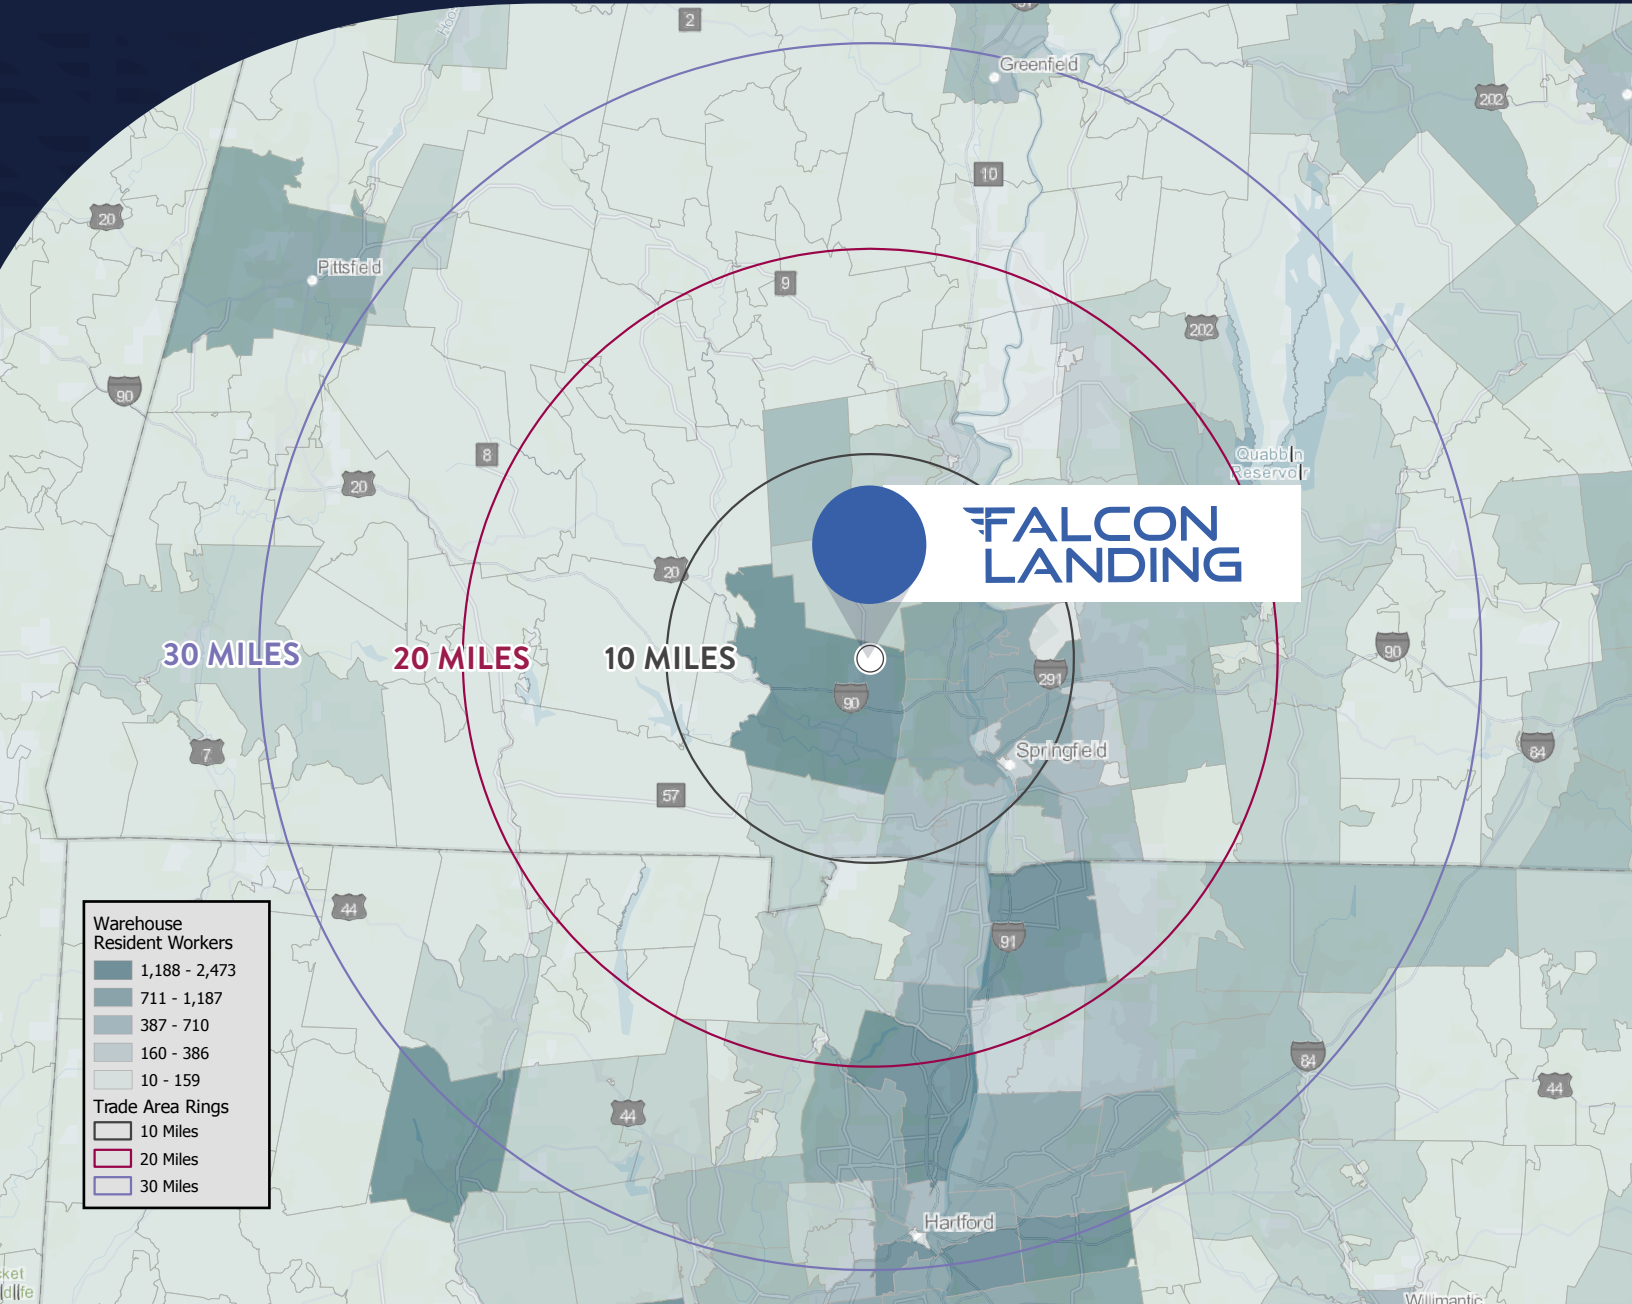 2
Greenfield
202
10
20
Pittsfield
9
202
90
8
Quabbin
Reservoir
20
FALCON
LANDING
20
30 MILES
20 MILES
10 MILES
90
291
90
7
Springfield
84
57
44
91
Warehouse
Resident Workers
1,188 - 2,473
711 - 1,187
387 - 710
160 - 386
10 - 159
Trade Area Rings
10 Miles
20 Miles
30 Miles
84
44
44
Hartford
Willimantic